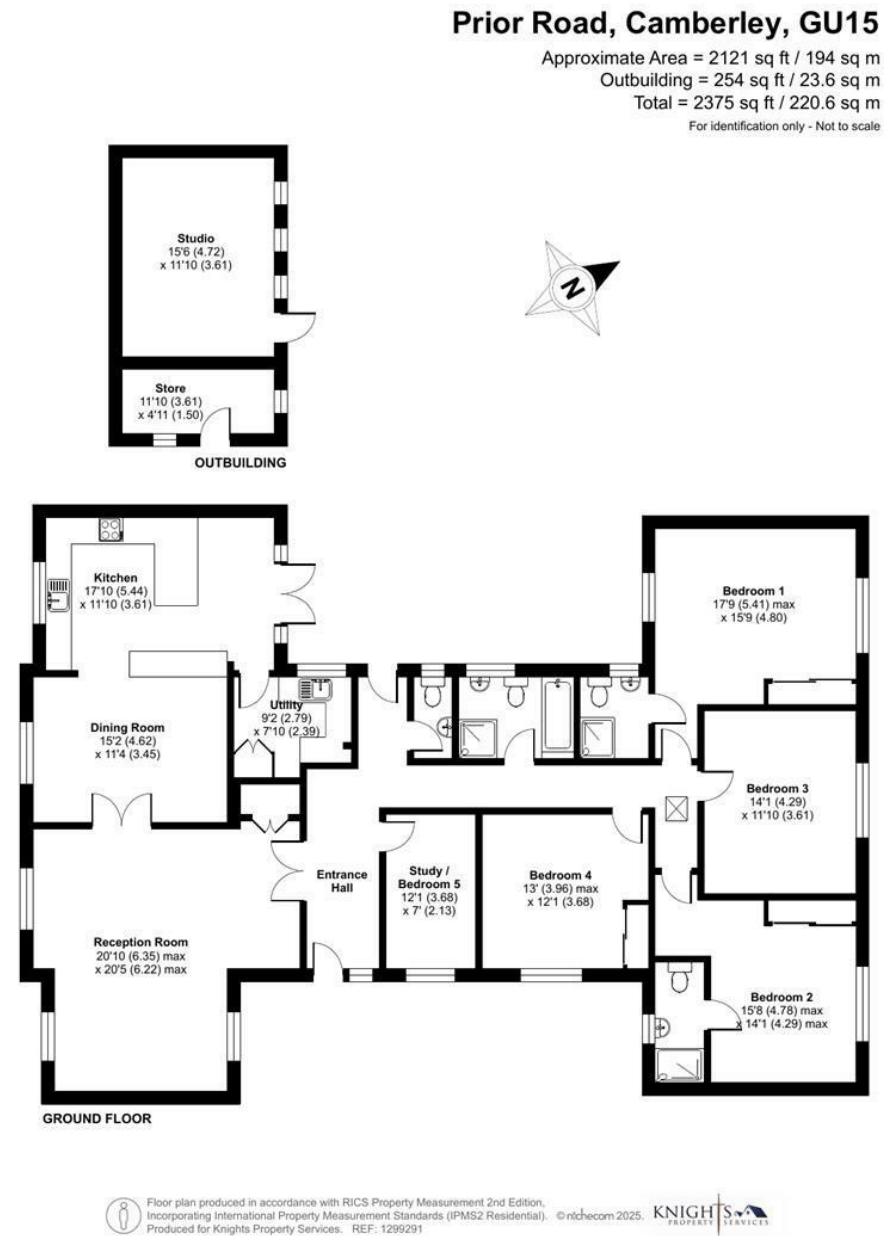 Prior Road, Camberley, GU15
Approximate Area = 2121 sq ft / 194 sq m
Outbuilding = 254 sq ft / 23.6 sq m
Total = 2375 sq ft / 220.6 sq m
For identification only - Not to scale
Studio
15'6 (4.72)
x 11'10 (3.61)
N
Store
11'10 (3.61)
x 4'11 (1.50)
OUTBUILDING
Kitchen
17'10 (5.44)
x 11'10 (3.61)
Bedroom 1
17'9 (5.41) max
x 15'9 (4.80)
Utility
9'2 (2.79)
x 7'10 (2.39)
Dining Room
15'2 (4.62)
x 11'4 (3.45)
Bedroom 3
14'1 (4.29)
x 11'10 (3.61)
Entrance
Hall
Study /
Bedroom 5
12'1 (3.68)
x 7' (2.13)
Bedroom 4
13' (3.96) max
x 12'1 (3.68)
Reception Room
20'10 (6.35) max
x 20'5 (6.22) max
Bedroom 2
15'8 (4.78) max
x 14'1 (4.29) max
GROUND FLOOR
Floor plan produced in accordance with RICS Property Measurement 2nd Edition,
Incorporating International Property Measurement Standards (IPMS2 Residential). ©nichecom 2025.
Produced for Knights Property Services. REF: 1299291
KNIGHTS
PROPERTY SERVICES